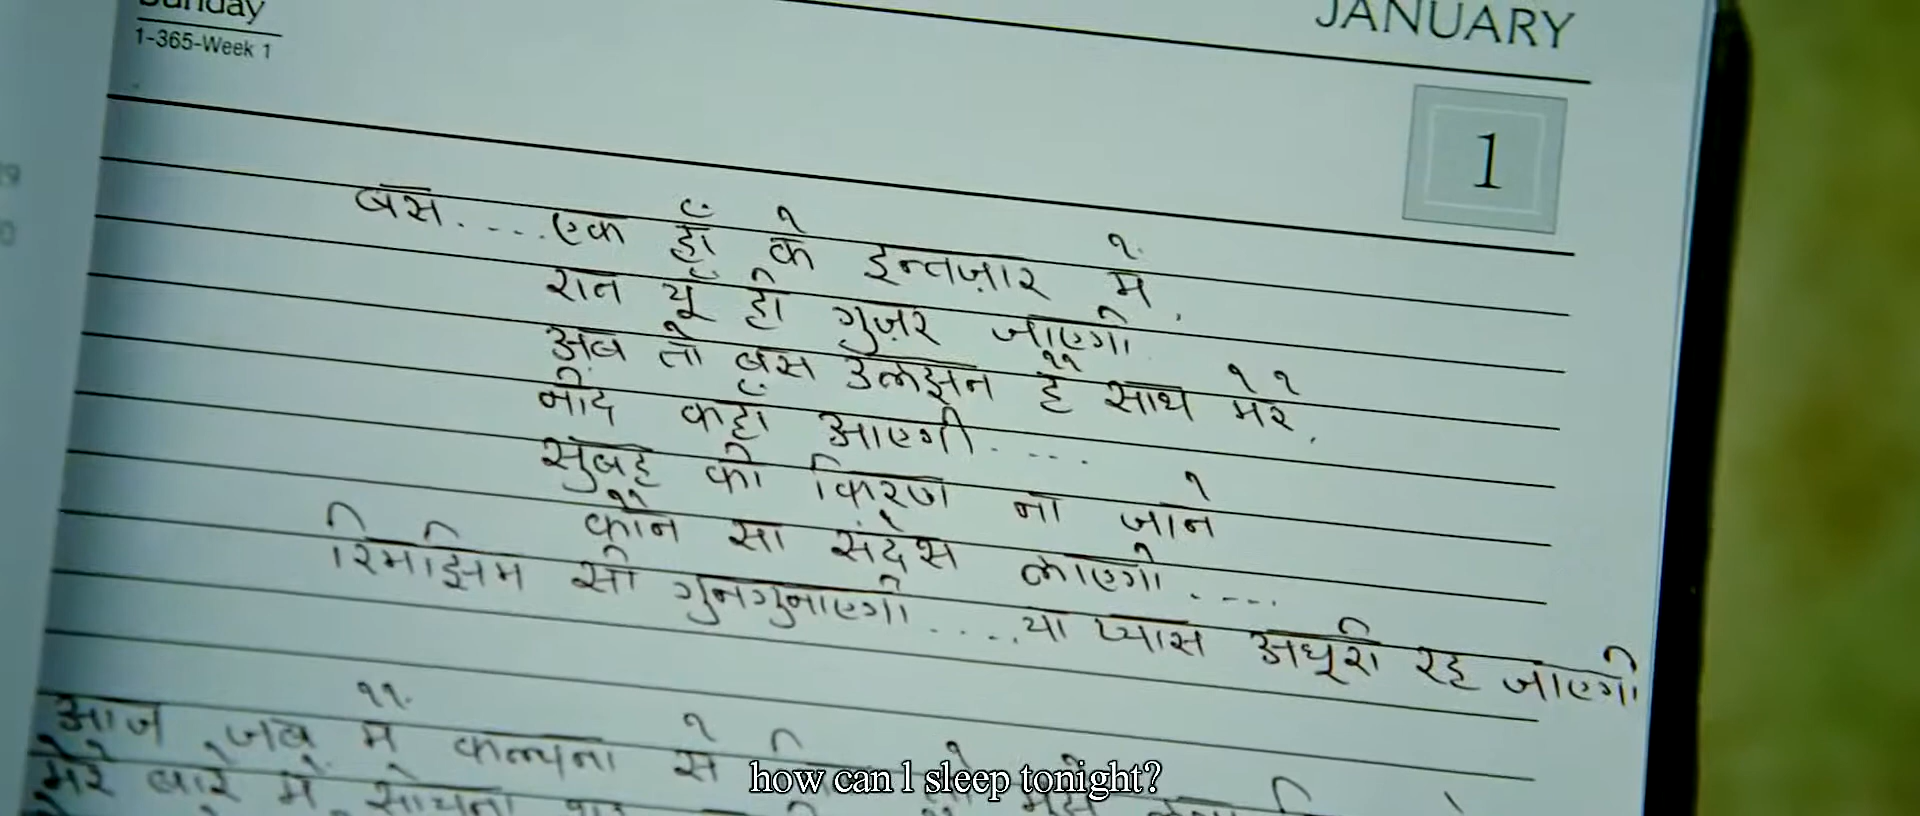 Sunday
1-365-Week 1
JANUARY
1
बस....एक हाँ के इन्तज़ार में,
रात यूँ ही गुज़र जाएगी
अब तो बस उलझन है साथ मेरे,
नींद कहाँ आएगी.....
सुबह की किरण ना जाने
कौन सा संदेस लाएगी.....
रिमझिम सी गुनगुनाएगी.....या प्यास अधूरी रह जाएगी
आज जब मैं कल्पना से
मेरे बारे में सोचता
how can I sleep tonight?